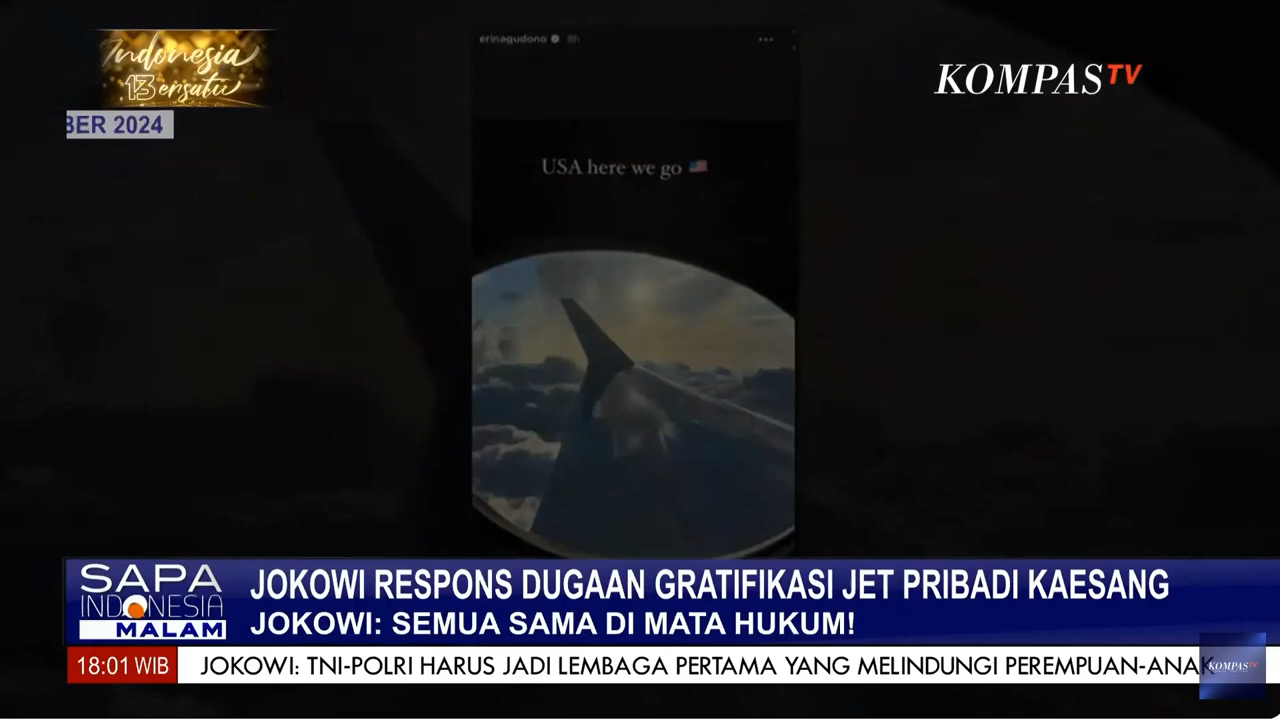 Indonesia
13ersatu
BER 2024
erinagudono 8h
KOMPASTV
USA here we go
SAPA
INDONESIA
MALAM
JOKOWI RESPONS DUGAAN GRATIFIKASI JET PRIBADI KAESANG
JOKOWI: SEMUA SAMA DI MATA HUKUM!
18:01 WIB
JOKOWI: TNI-POLRI HARUS JADI LEMBAGA PERTAMA YANG MELINDUNGI PEREMPUAN-ANAK
KOMPASTV